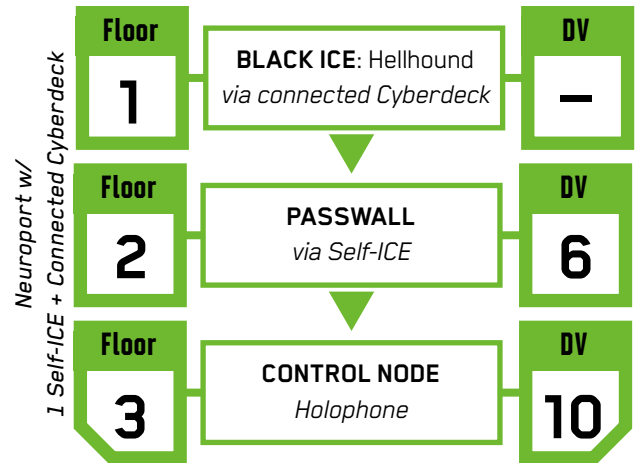 Neuroport w/
1 Self-ICE + Connected Cyberdeck
Floor
1
BLACK ICE: Hellhound
via connected Cyberdeck
DV
–
Floor
2
PASSWALL
via Self-ICE
DV
6
Floor
3
CONTROL NODE
Holophone
DV
10